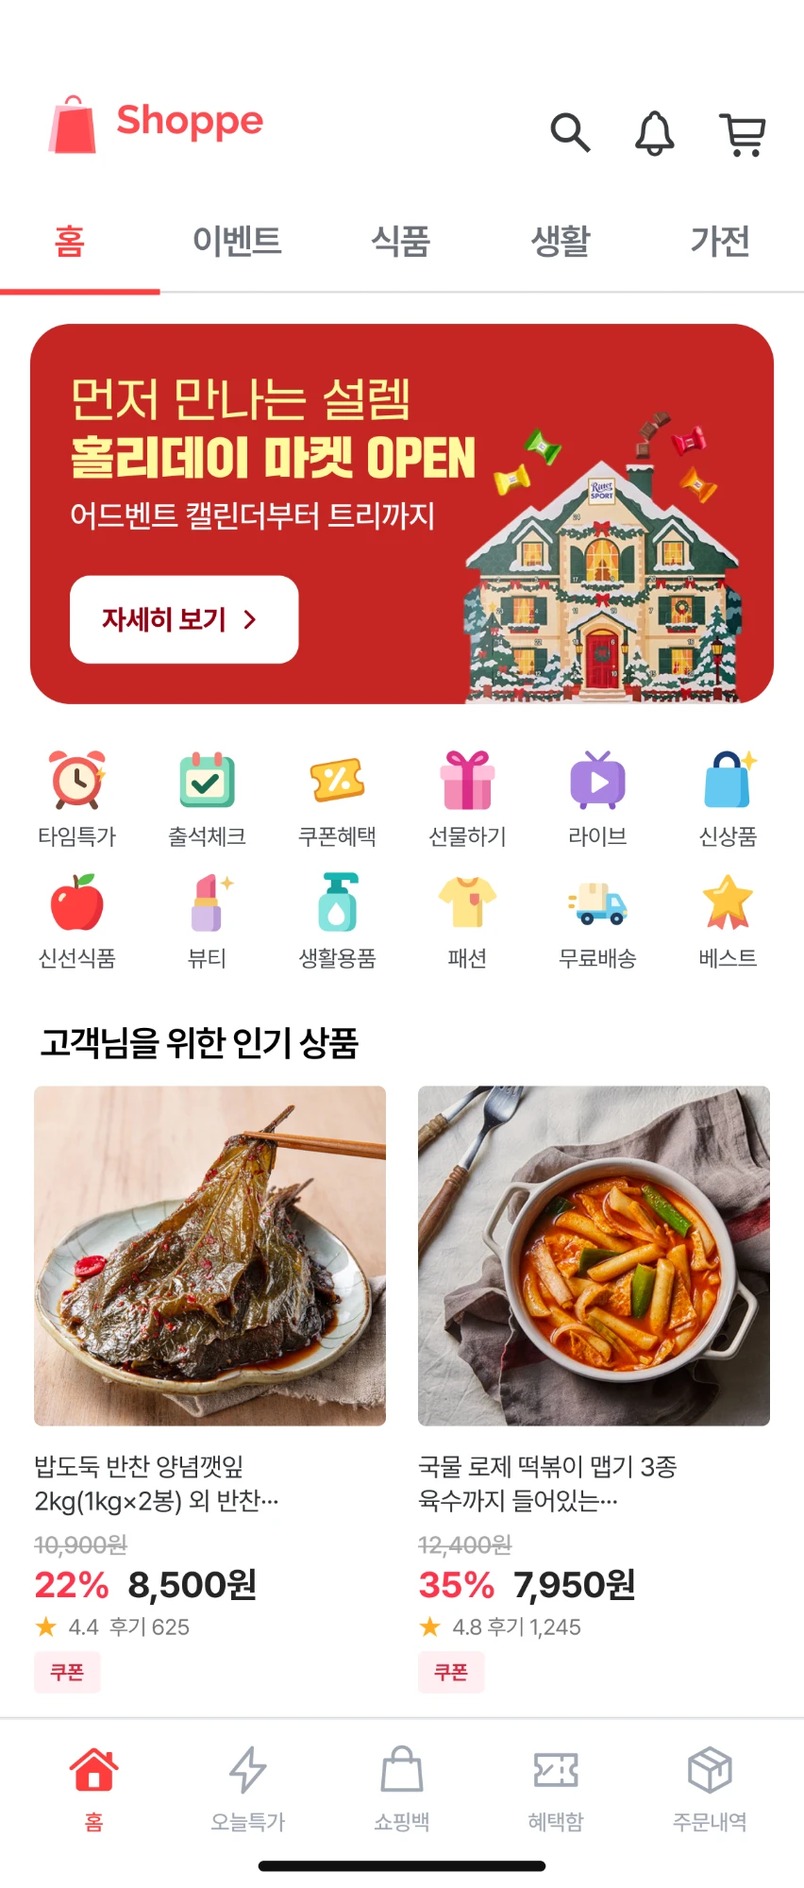 Shoppe
홈 이벤트 식품 생활 가전
먼저 만나는 설렘
홀리데이 마켓 OPEN
어드벤트 캘린더부터 트리까지
Ritter
SPORT
자세히 보기
타임특가 출석체크 쿠폰혜택 선물하기 라이브 신상품
신선식품 뷰티 생활용품 패션 무료배송 베스트
고객님을 위한 인기 상품
밥도둑 반찬 양념깻잎
2kg(1kg×2봉) 외 반찬···
10,900원
22% 8,500원
4.4 후기 625
쿠폰
국물 로제 떡볶이 맵기 3종
육수까지 들어있는···
12,400원
35% 7,950원
4.8 후기 1,245
쿠폰
홈 오늘특가 쇼핑백 혜택함 주문내역